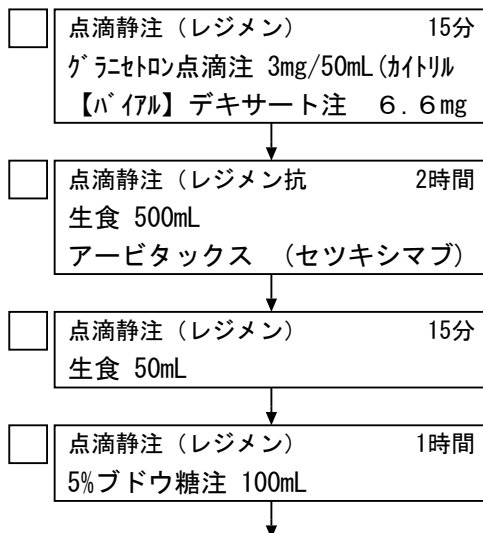 点滴静注（レジメン） 15分
グラニセトロン点滴注 3mg/50mL(カイトリル
【バイアル】デキサート注 6.6mg
点滴静注（レジメン抗 2時間
生食 500mL
アービタックス （セツキシマブ）
点滴静注（レジメン） 15分
生食 50mL
点滴静注（レジメン） 1時間
5%ブドウ糖注 100mL